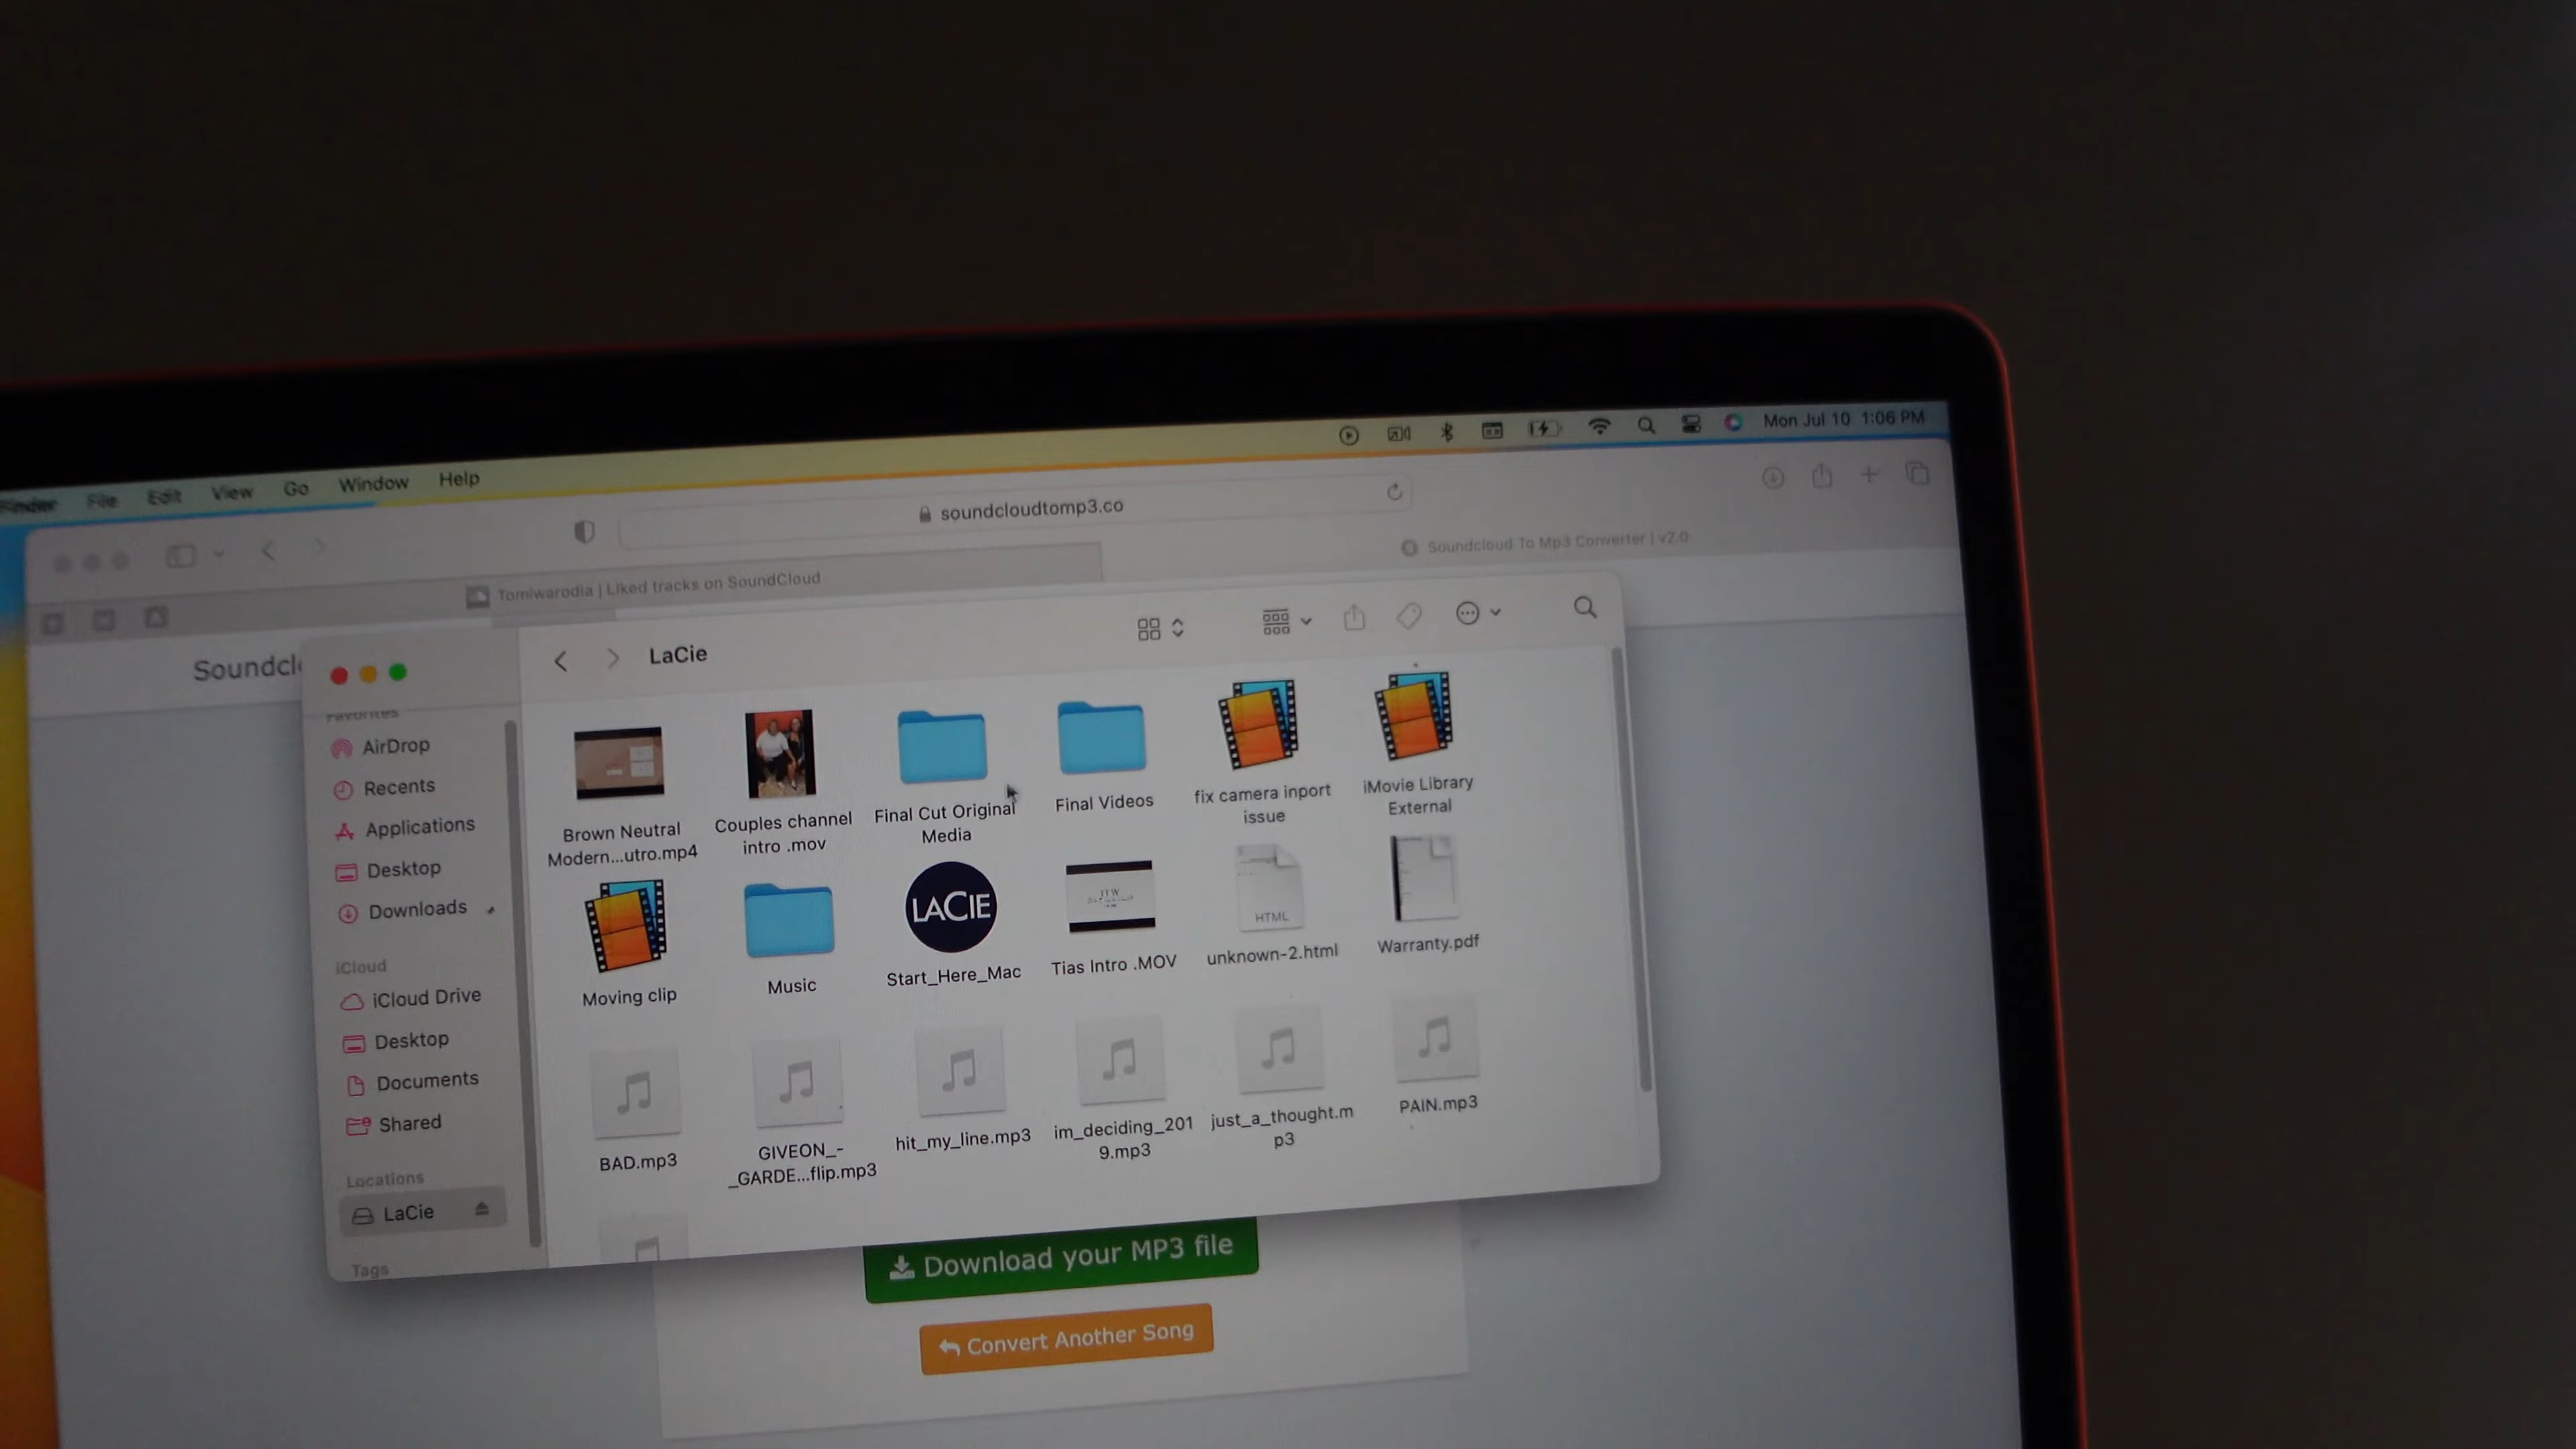 Finder File Edit View Go Window Help
Mon Jul 10 1:06 PM
soundcloudtomp3.co
Tomiwarodia | Liked tracks on SoundCloud
Soundcloud To Mp3 Converter | v2.0
Soundcl
LaCie
Favorites
AirDrop
Recents
Applications
Desktop
Downloads
iCloud
iCloud Drive
Desktop
Documents
Shared
Locations
LaCie
Tags
Brown Neutral
Modern...utro.mp4
Couples channel
intro .mov
Final Cut Original
Media
Final Videos
fix camera inport
issue
iMovie Library
External
Moving clip
Music
LACIE
Start_Here_Mac
Tias Intro .MOV
HTML
unknown-2.html
Warranty.pdf
BAD.mp3
GIVEON_-
_GARDE...flip.mp3
hit_my_line.mp3
im_deciding_201
9.mp3
just_a_thought.m
p3
PAIN.mp3
Download your MP3 file
Convert Another Song